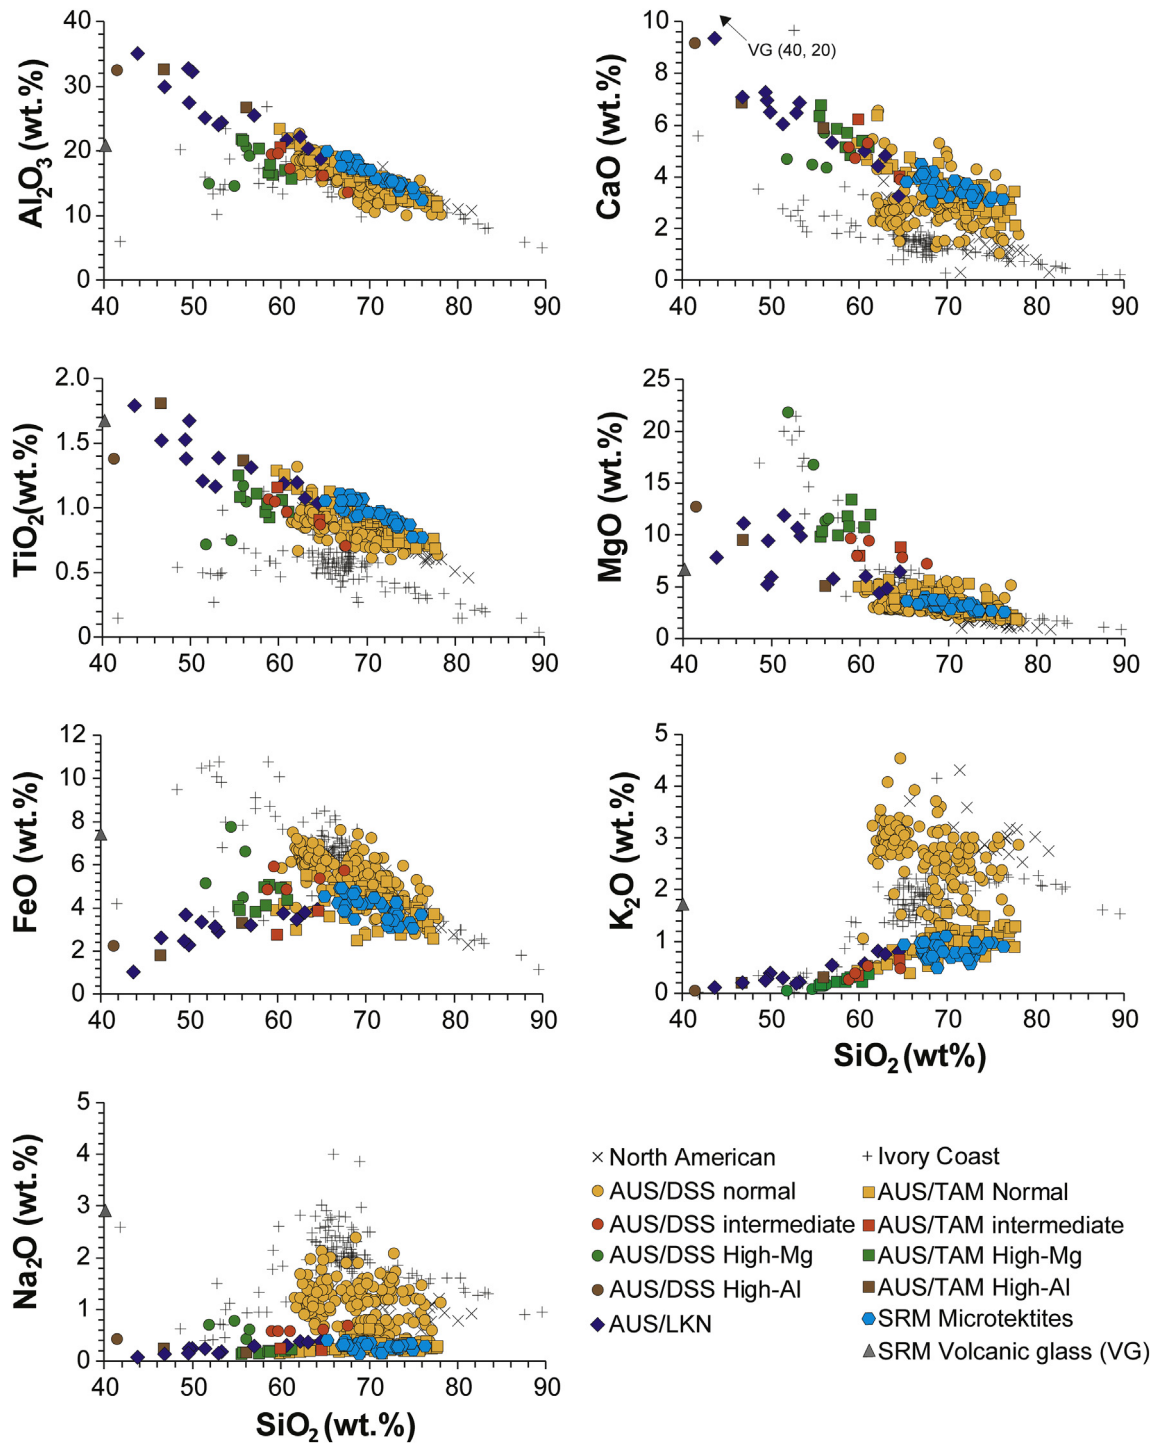 Al₂O₃ (wt.%)
40
30
20
10
0
40 50 60 70 80 90
CaO (wt.%)
10
8
6
4
2
0
VG (40, 20)
40 50 60 70 80 90
TiO₂(wt.%)
2.0
1.5
1.0
0.5
0
40 50 60 70 80 90
MgO (wt.%)
25
20
15
10
5
0
40 50 60 70 80 90
FeO (wt.%)
12
10
8
6
4
2
0
40 50 60 70 80 90
K₂O (wt.%)
5
4
3
2
1
0
40 50 60 70 80 90
SiO₂ (wt%)
Na₂O (wt.%)
5
4
3
2
1
0
40 50 60 70 80 90
SiO₂ (wt.%)
North American
AUS/DSS normal
AUS/DSS intermediate
AUS/DSS High-Mg
AUS/DSS High-Al
AUS/LKN
Ivory Coast
AUS/TAM Normal
AUS/TAM intermediate
AUS/TAM High-Mg
AUS/TAM High-Al
SRM Microtektites
SRM Volcanic glass (VG)